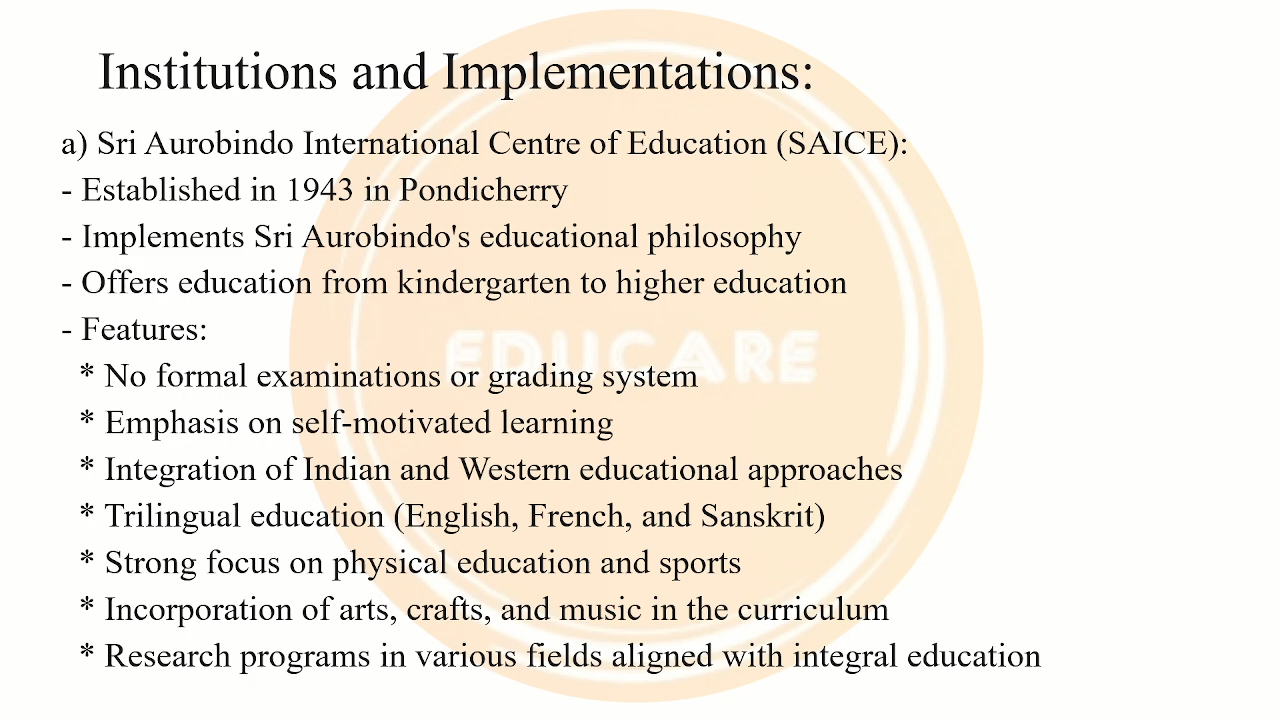 Institutions and Implementations:
a) Sri Aurobindo International Centre of Education (SAICE):
- Established in 1943 in Pondicherry
- Implements Sri Aurobindo's educational philosophy
- Offers education from kindergarten to higher education
- Features:
* No formal examinations or grading system
* Emphasis on self-motivated learning
* Integration of Indian and Western educational approaches
* Trilingual education (English, French, and Sanskrit)
* Strong focus on physical education and sports
* Incorporation of arts, crafts, and music in the curriculum
* Research programs in various fields aligned with integral education
EDUCARE